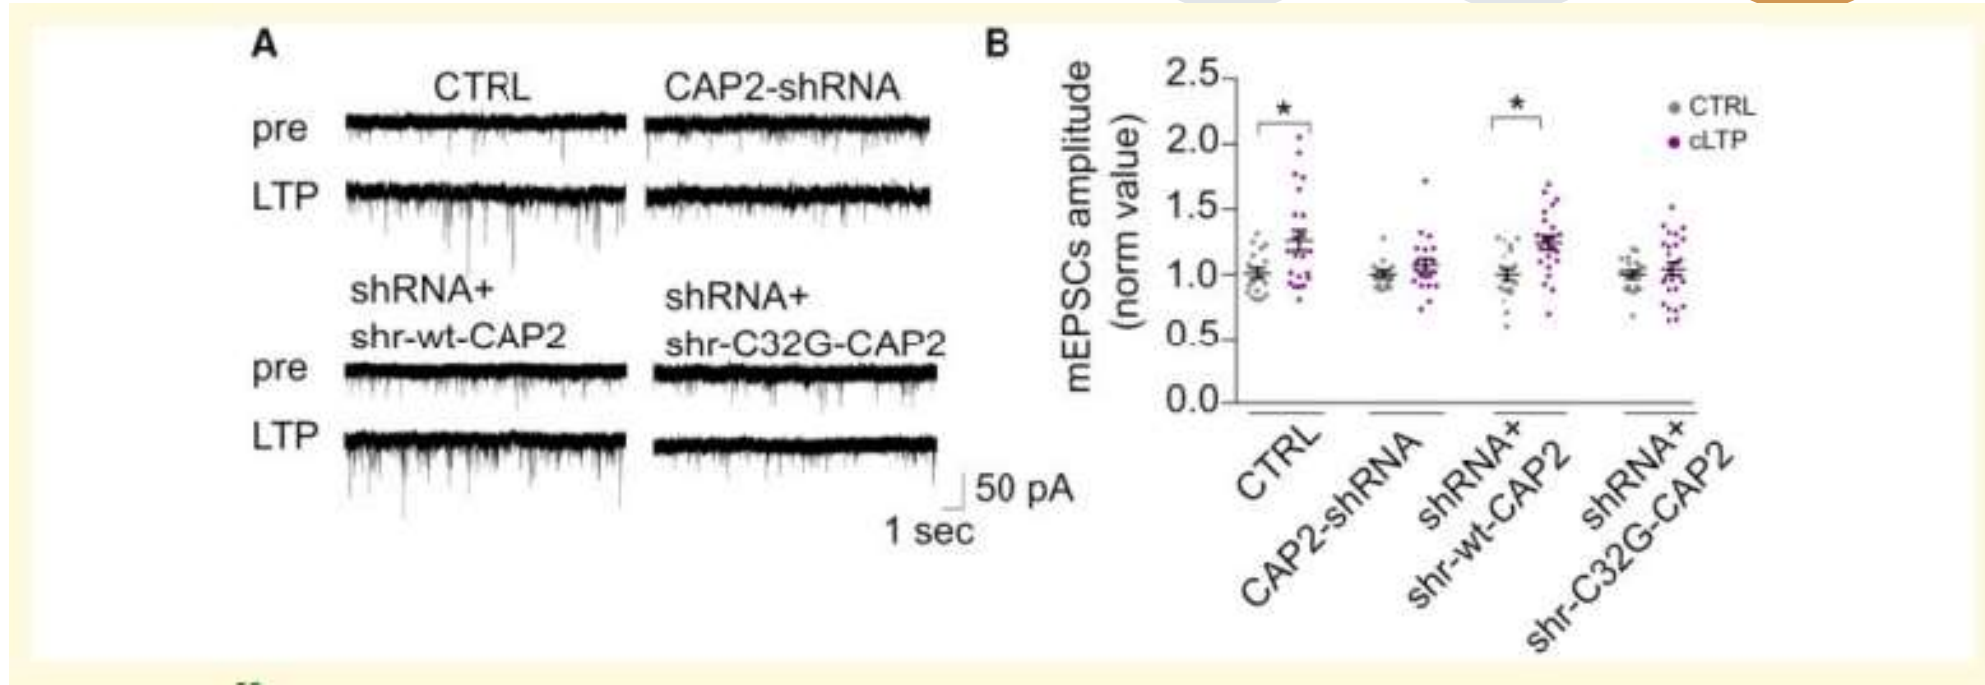 A
CTRL
CAP2-shRNA
pre
LTP
shRNA+
shr-wt-CAP2
shRNA+
shr-C32G-CAP2
pre
LTP
50 pA
1 sec
B
mEPSCs amplitude
(norm value)
2.5
2.0
1.5
1.0
0.5
0.0
*
*
CTRL
cLTP
CTRL
CAP2-shRNA
shRNA+
shr-wt-CAP2
shRNA+
shr-C32G-CAP2